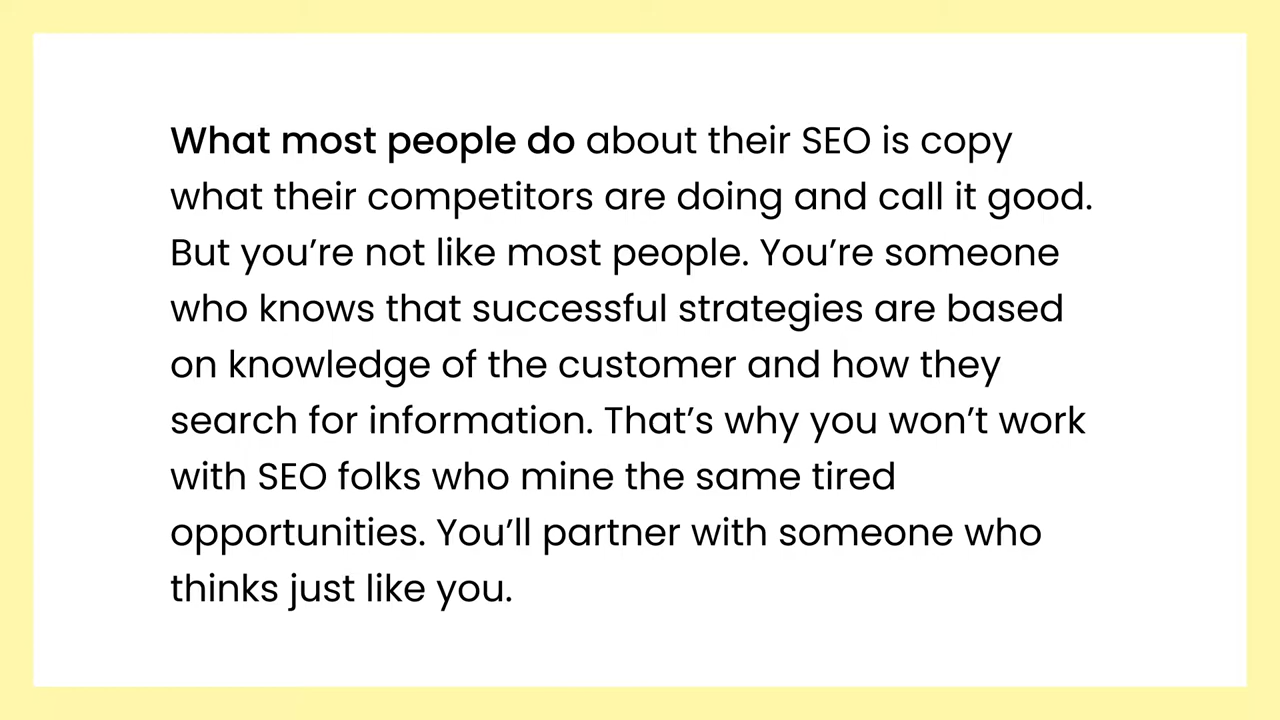 What most people do about their SEO is copy
what their competitors are doing and call it good.
But you’re not like most people. You’re someone
who knows that successful strategies are based
on knowledge of the customer and how they
search for information. That’s why you won’t work
with SEO folks who mine the same tired
opportunities. You’ll partner with someone who
thinks just like you.